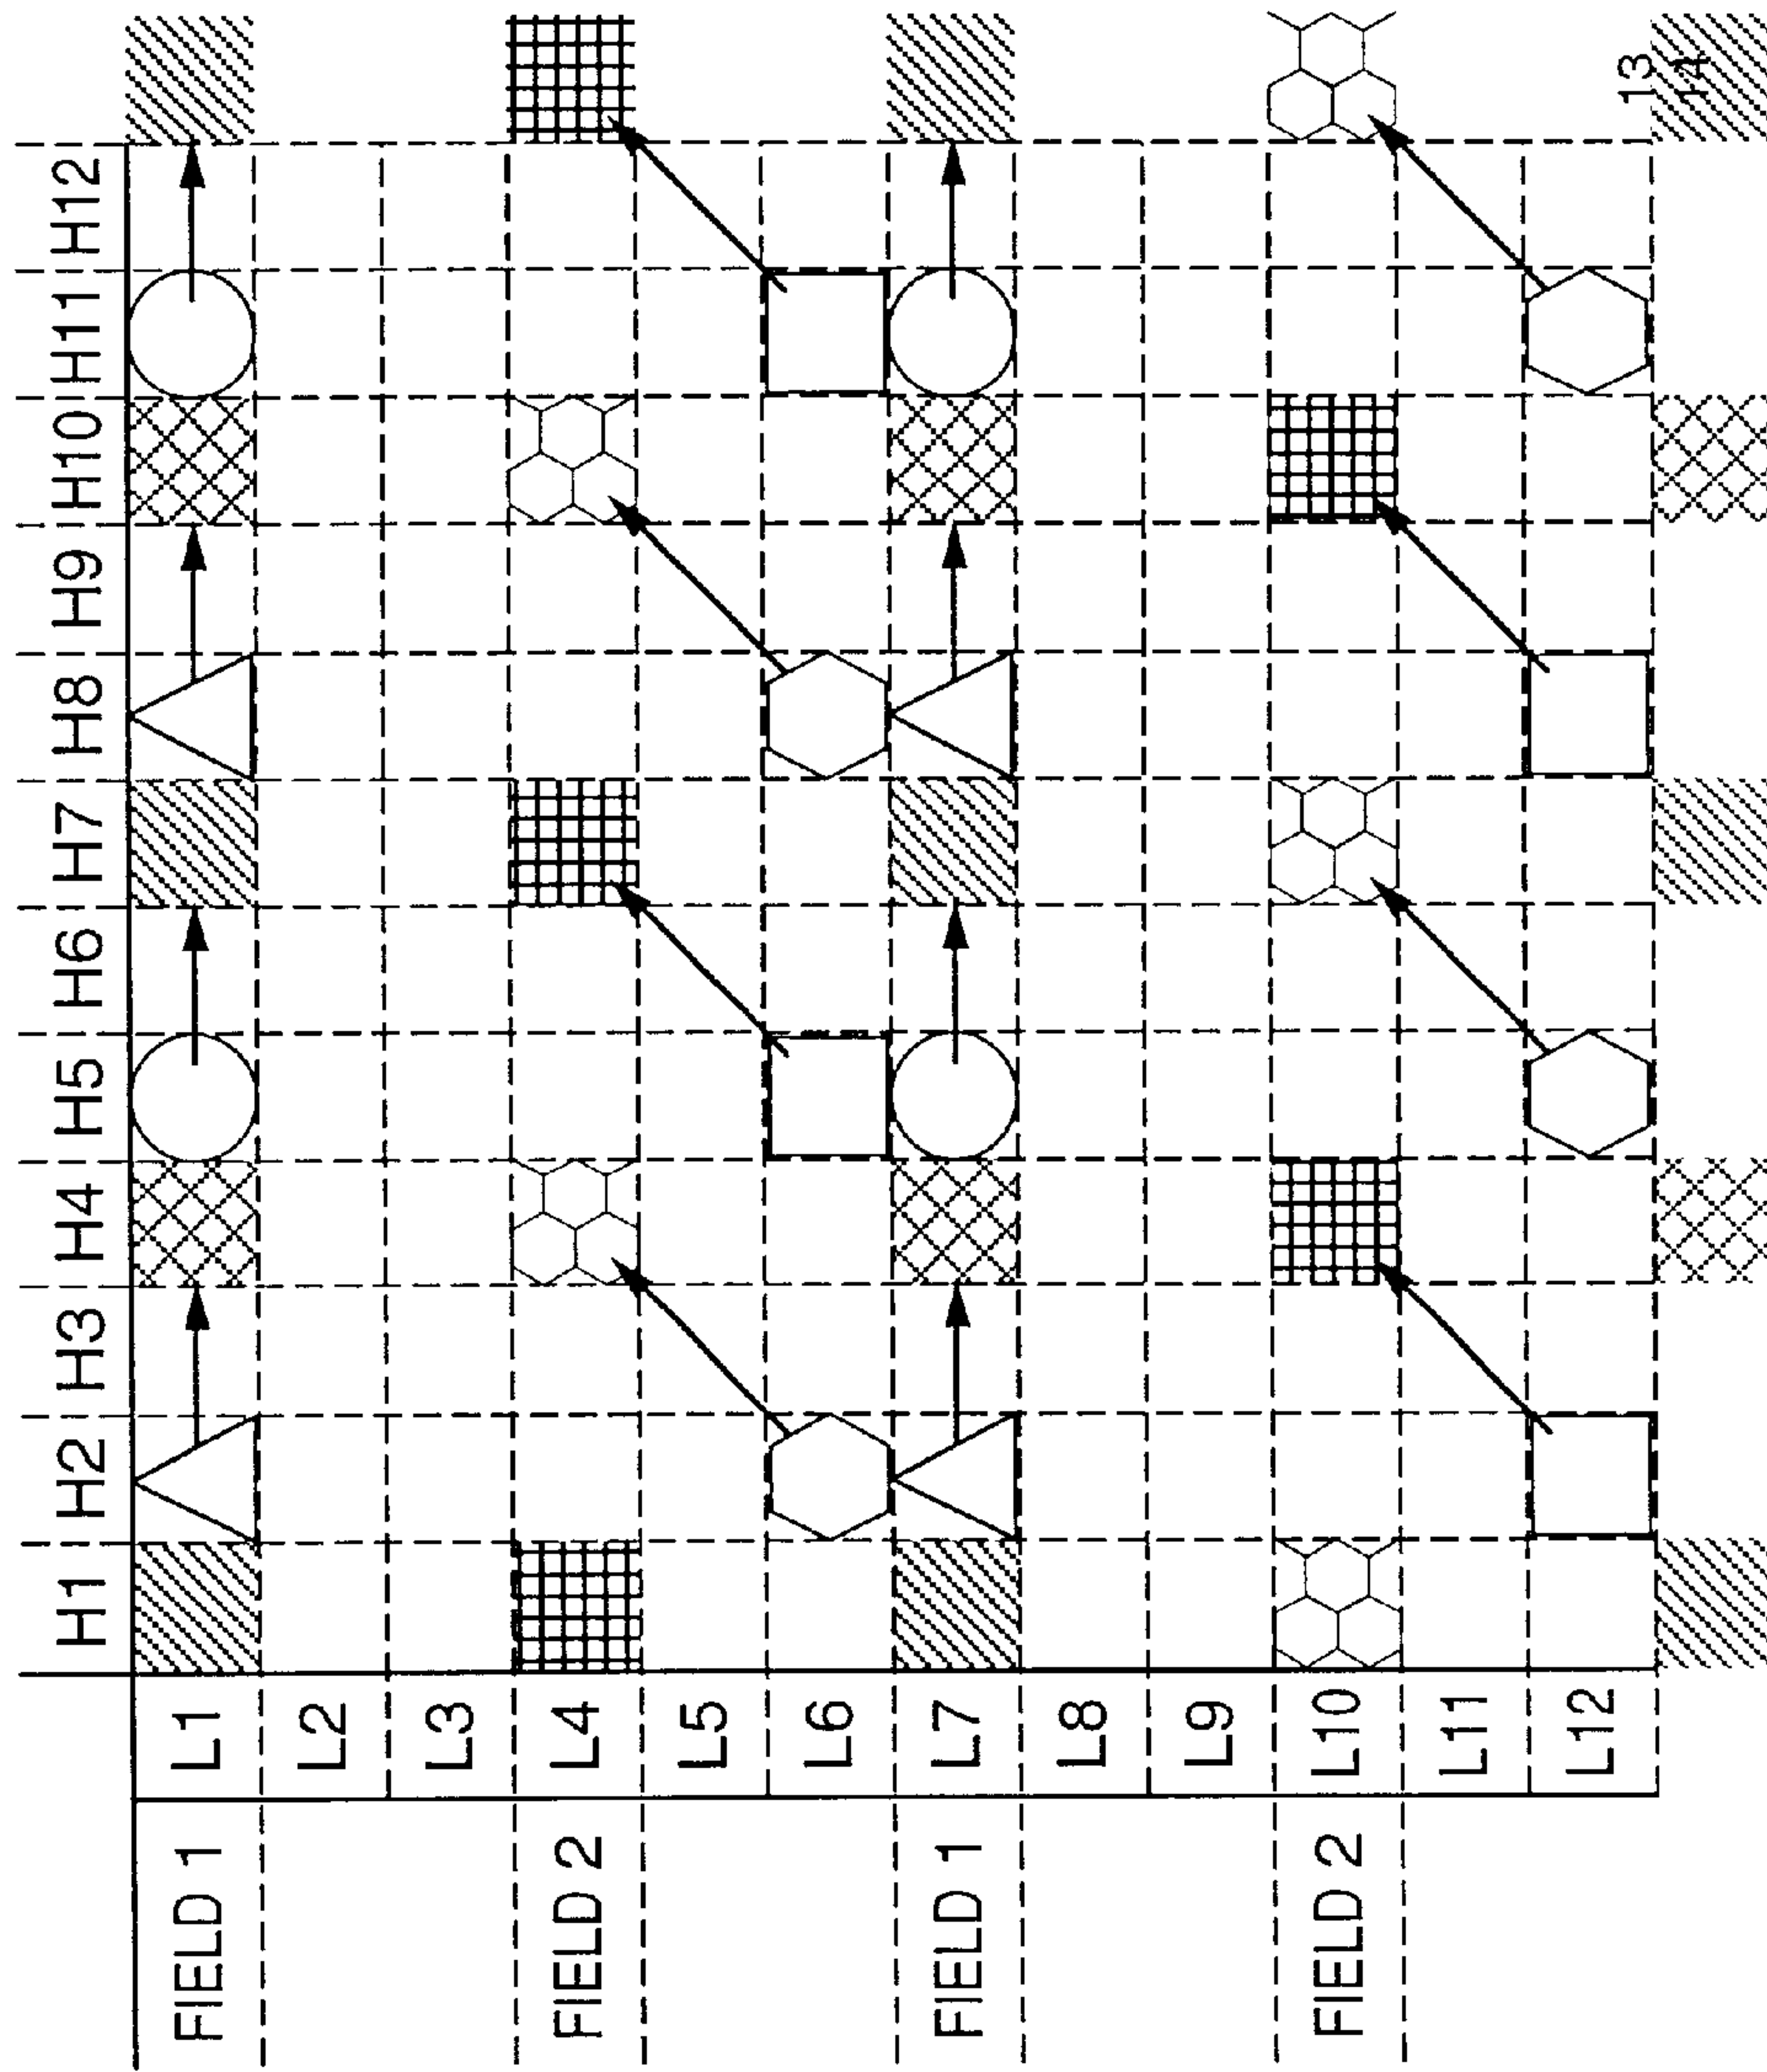 H1 H2 H3 H4 H5 H6 H7 H8 H9 H10 H11 H12
FIELD 1 L1
L2
L3
FIELD 2 L4
L5
L6
FIELD 1 L7
L8
L9
FIELD 2 L10
L11
L12
13
14